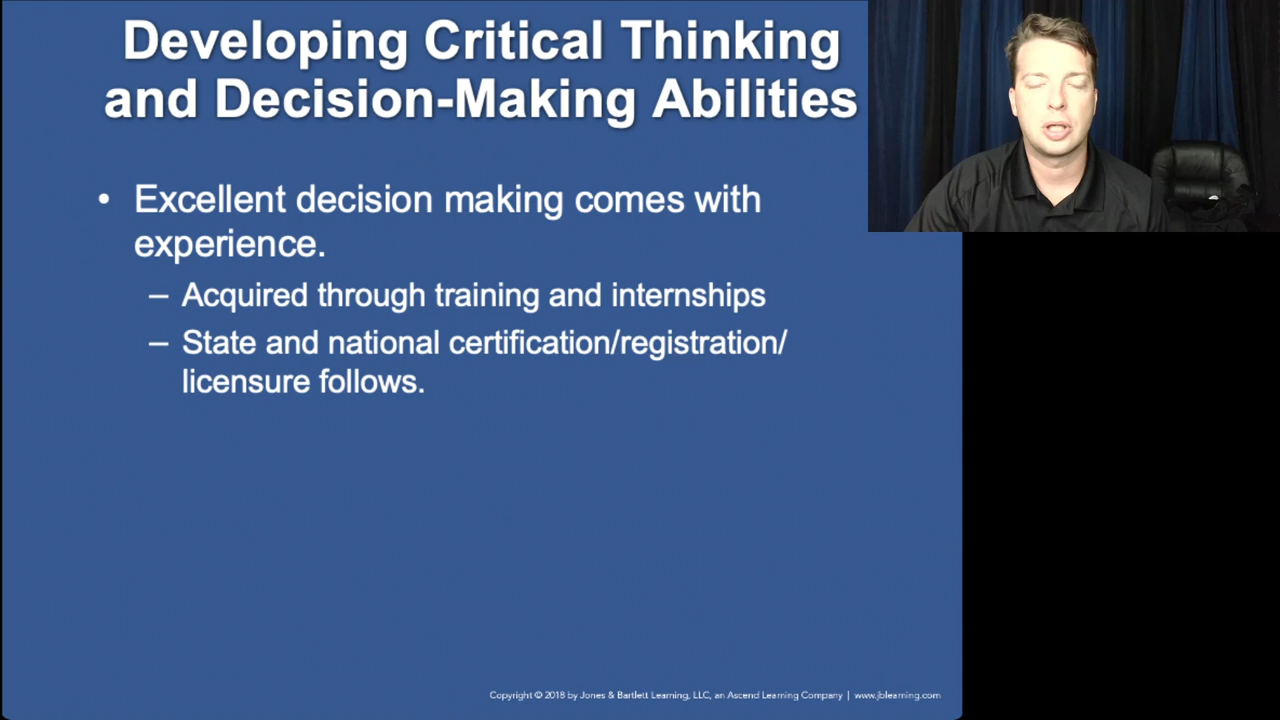 Developing Critical Thinking
and Decision-Making Abilities
• Excellent decision making comes with
experience.
– Acquired through training and internships
– State and national certification/registration/
licensure follows.
Copyright © 2018 by Jones & Bartlett Learning, LLC, an Ascend Learning Company | www.jblearning.com